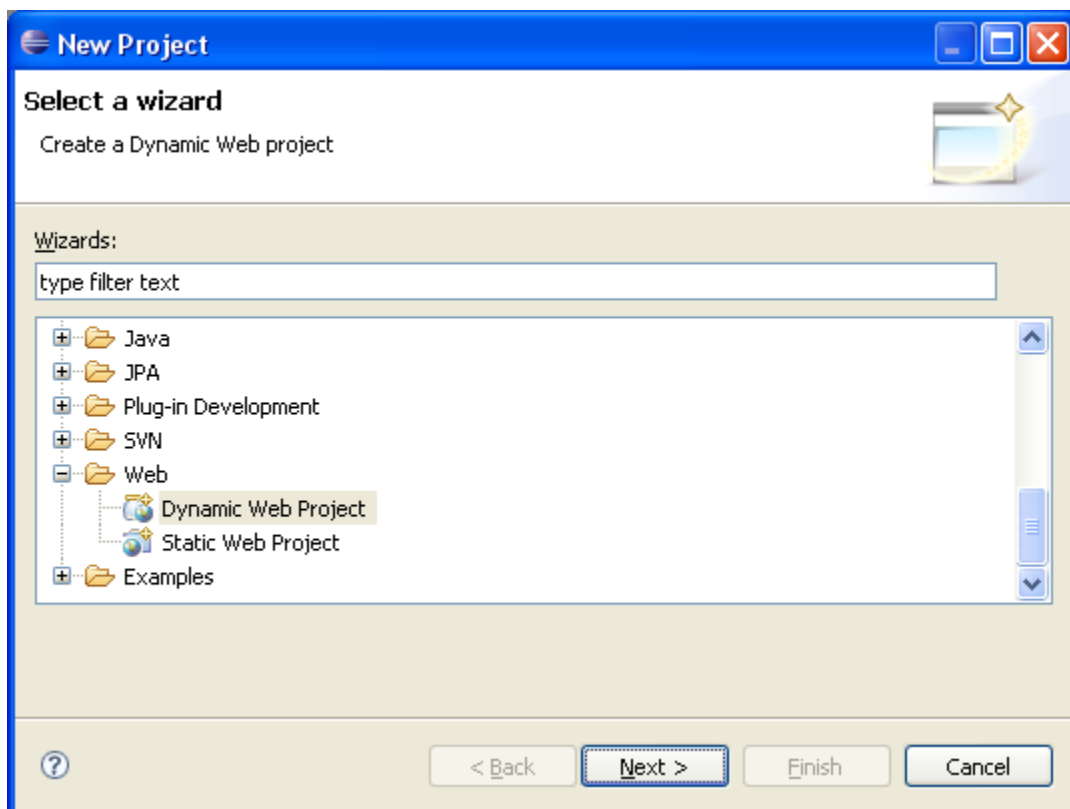 New Project
Select a wizard
Create a Dynamic Web project
Wizards:
type filter text
Java
JPA
Plug-in Development
SVN
Web
Dynamic Web Project
Static Web Project
Examples
? < Back Next > Finish Cancel